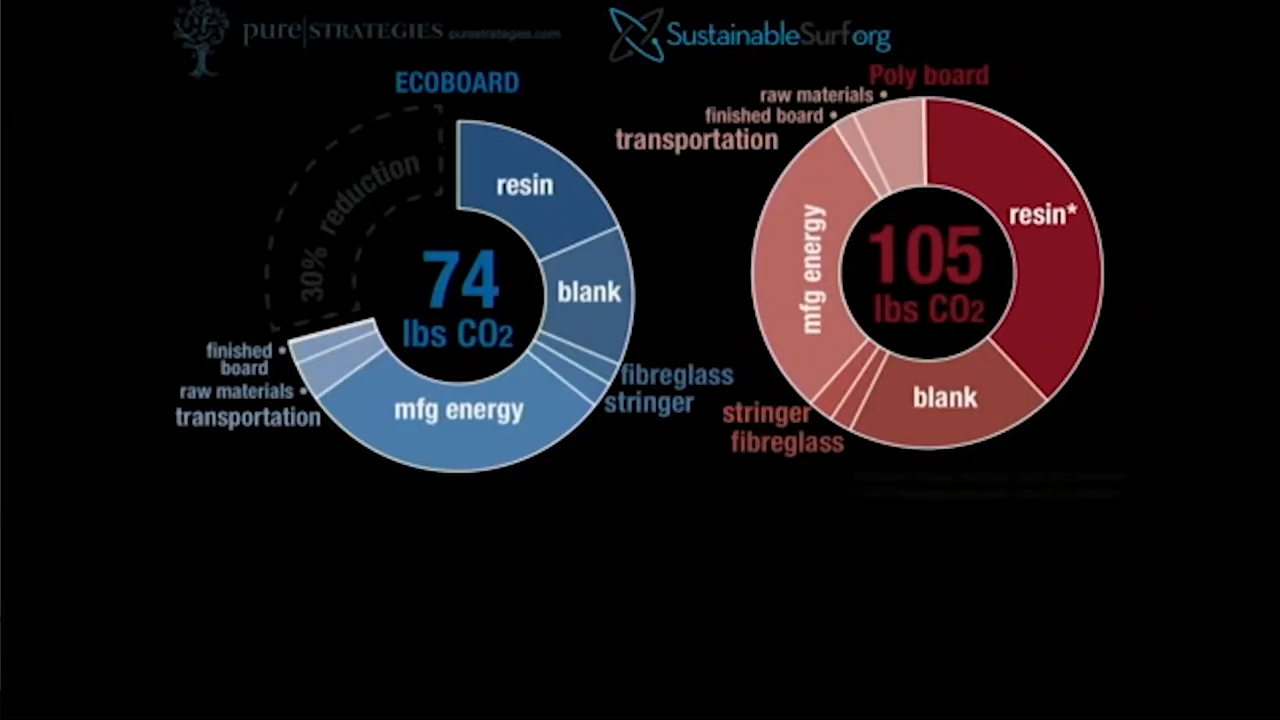 pure|STRATEGIES purestrategies.com
SustainableSurf.org
ECOBOARD
30% reduction
resin
blank
74
lbs CO2
fibreglass
stringer
mfg energy
finished
board
raw materials
transportation
Poly board
raw materials
finished board
transportation
resin*
mfg energy
105
lbs CO2
blank
stringer
fibreglass